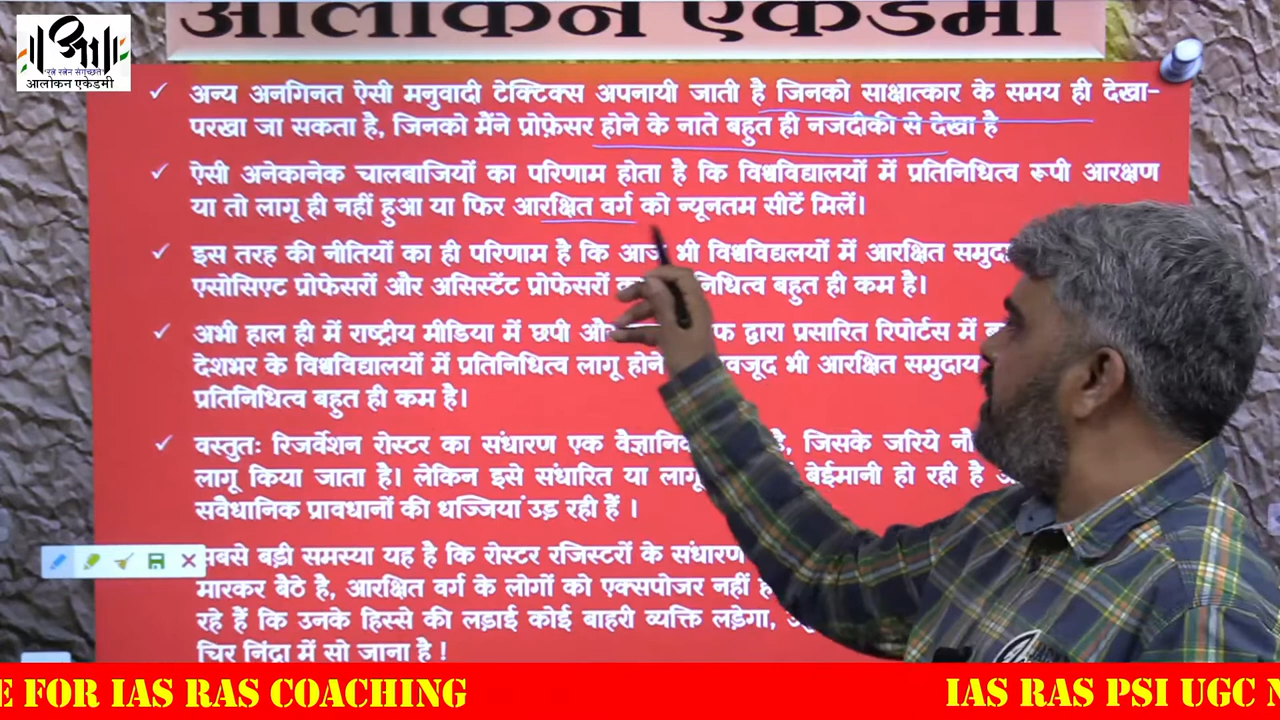 आलोकन एकेडमी
आलोकन एकेडमी
अन्य अनगिनत ऐसी मनुवादी टेक्टिक्स अपनायी जाती है जिनको साक्षात्कार के समय ही देखा-
परखा जा सकता है, जिनको मैंने प्रोफ़ेसर होने के नाते बहुत ही नजदीकी से देखा है
ऐसी अनेकानेक चालबाजियों का परिणाम होता है कि विश्वविद्यालयों में प्रतिनिधित्व रूपी आरक्षण
या तो लागू ही नहीं हुआ या फिर आरक्षित वर्ग को न्यूनतम सीटें मिलें।
इस तरह की नीतियों का ही परिणाम है कि आज भी विश्वविद्यलयों में आरक्षित
एसोसिएट प्रोफेसरों और असिस्टेंट प्रोफेसरों बहुत ही कम है।
अभी हाल ही में राष्ट्रीय मीडिया में छपी द्वारा प्रसारित रिपोर्टस में
देशभर के विश्वविद्यालयों में प्रतिनिधित्व लागू होने भी आरक्षित समुदाय
प्रतिनिधित्व बहुत ही कम है।
वस्तुतः रिजर्वेशन रोस्टर का संधारण एक है, जिसके जरिये
लागू किया जाता है। लेकिन इसे संधारित या लागू बेईमानी हो रही है
संवैधानिक प्रावधानों की धज्जियां उड़ रही हैं ।
सबसे बड़ी समस्या यह है कि रोस्टर रजिस्टरों के संधारण
मारकर बैठे है, आरक्षित वर्ग के लोगों को एक्सपोजर नहीं
रहे हैं कि उनके हिस्से की लड़ाई कोई बाहरी व्यक्ति लड़ेगा,
चिर निंद्रा में सो जाना है !
E FOR IAS RAS COACHING IAS RAS PSI UGC N